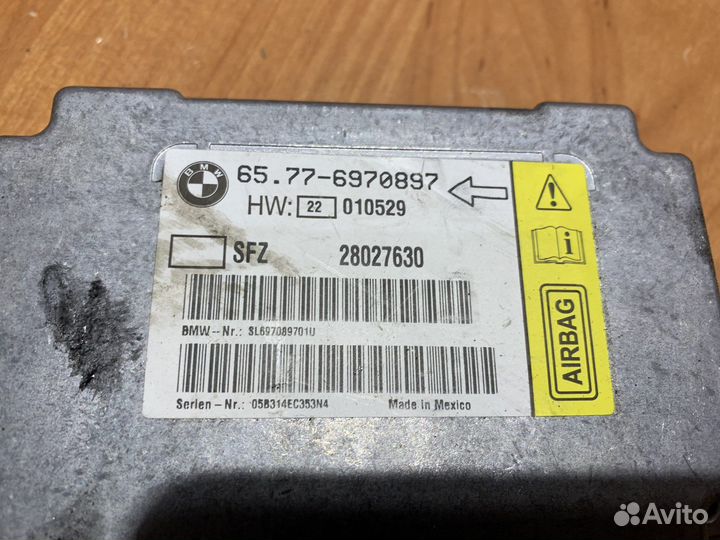 BMW
65.77-6970897
HW: 22 010529
SFZ 28027630
BMW-Nr.: SL697089701U
Serien-Nr.: 05B314EC353N4 Made in Mexico
AIRBAG
Avito